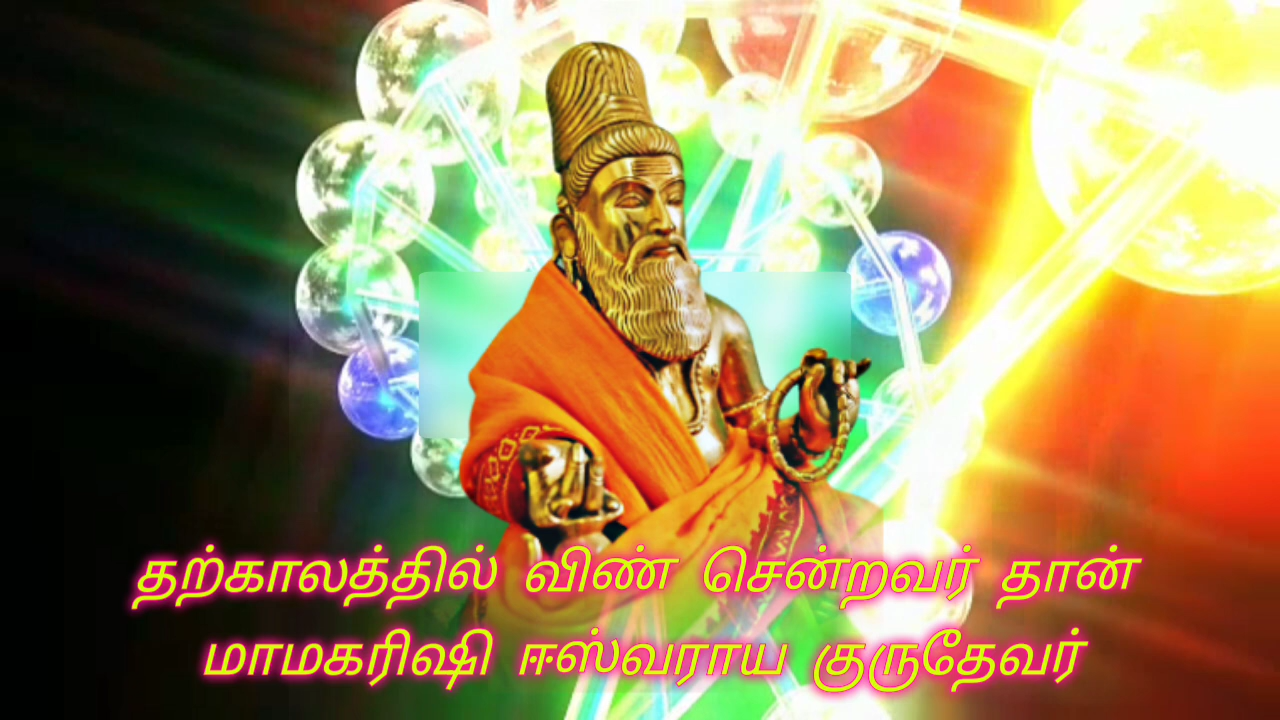 தற்காலத்தில் விண் சென்றவர் தான்
மாமகரிஷி ஈஸ்வராய குருதேவர்